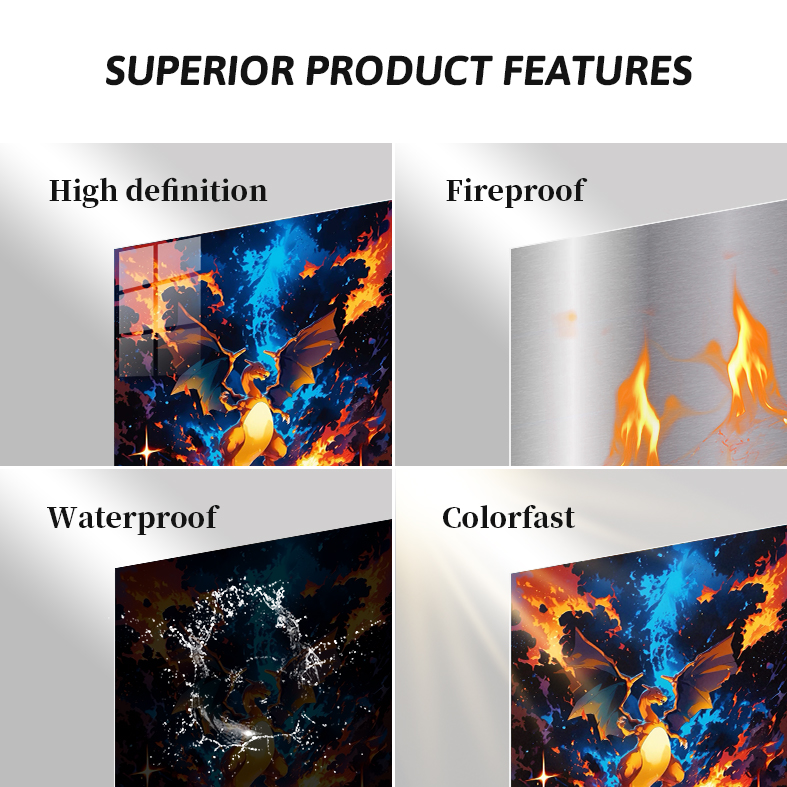 SUPERIOR PRODUCT FEATURES
High definition
Fireproof
Waterproof
Colorfast